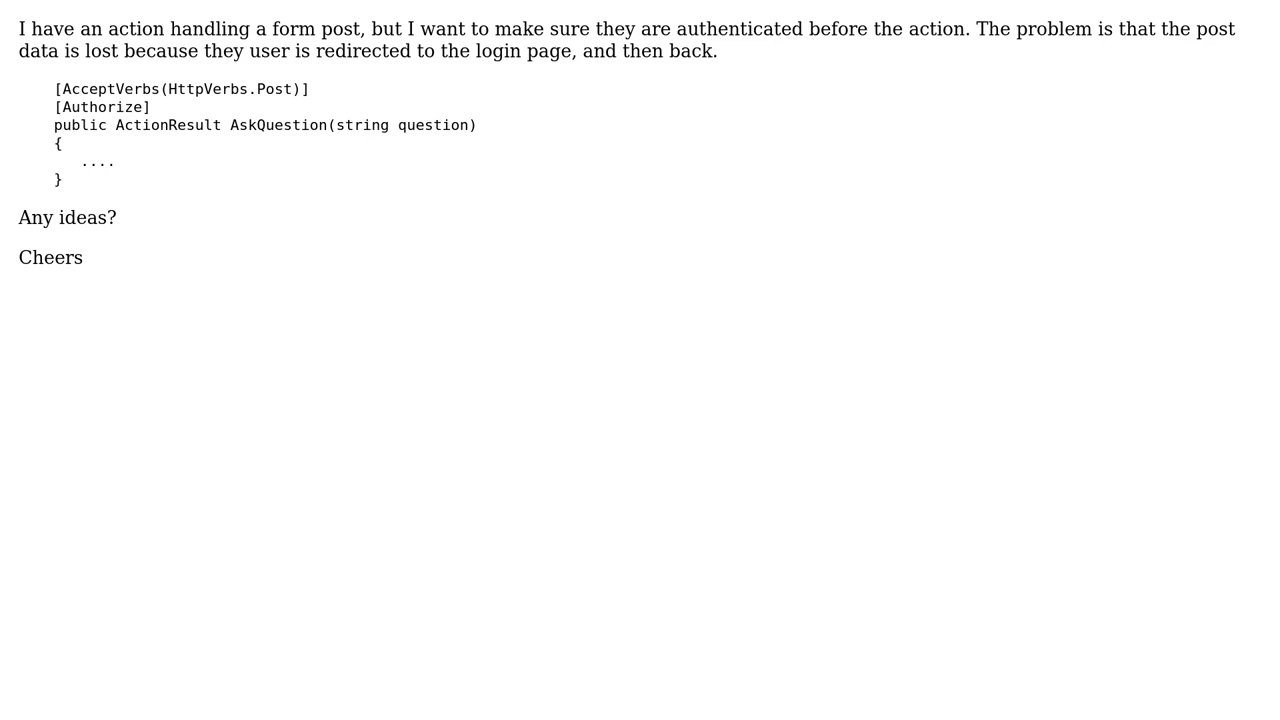 I have an action handling a form post, but I want to make sure they are authenticated before the action. The problem is that the post
data is lost because they user is redirected to the login page, and then back.
[AcceptVerbs(HttpVerbs.Post)]
[Authorize]
public ActionResult AskQuestion(string question)
{
   ....
}
Any ideas?
Cheers